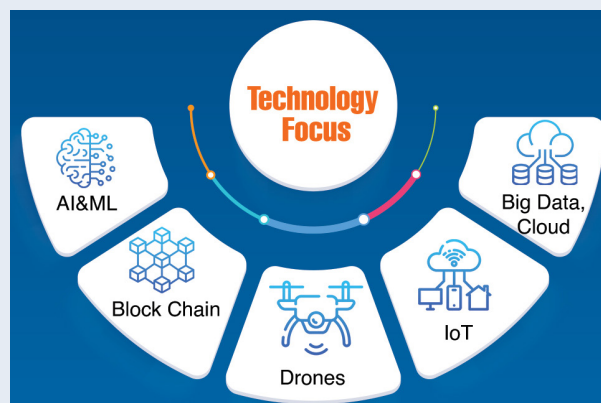 Technology
Focus
AI&ML
Block Chain
Drones
IoT
Big Data,
Cloud